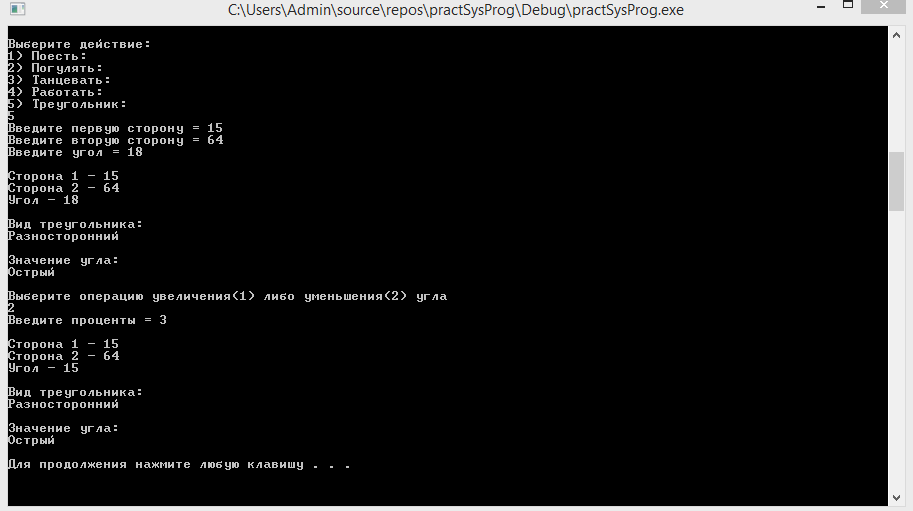 C:\Users\Admin\source\repos\practSysProg\Debug\practSysProg.exe
Выберите действие:
1) Поесть:
2) Погулять:
3) Танцевать:
4) Работать:
5) Треугольник:
5
Введите первую сторону = 15
Введите вторую сторону = 64
Введите угол = 18
Сторона 1 - 15
Сторона 2 - 64
Угол - 18
Вид треугольника:
Разносторонний
Значение угла:
Острый
Выберите операцию увеличения(1) либо уменьшения(2) угла
2
Введите проценты = 3
Сторона 1 - 15
Сторона 2 - 64
Угол - 15
Вид треугольника:
Разносторонний
Значение угла:
Острый
Для продолжения нажмите любую клавишу . . .